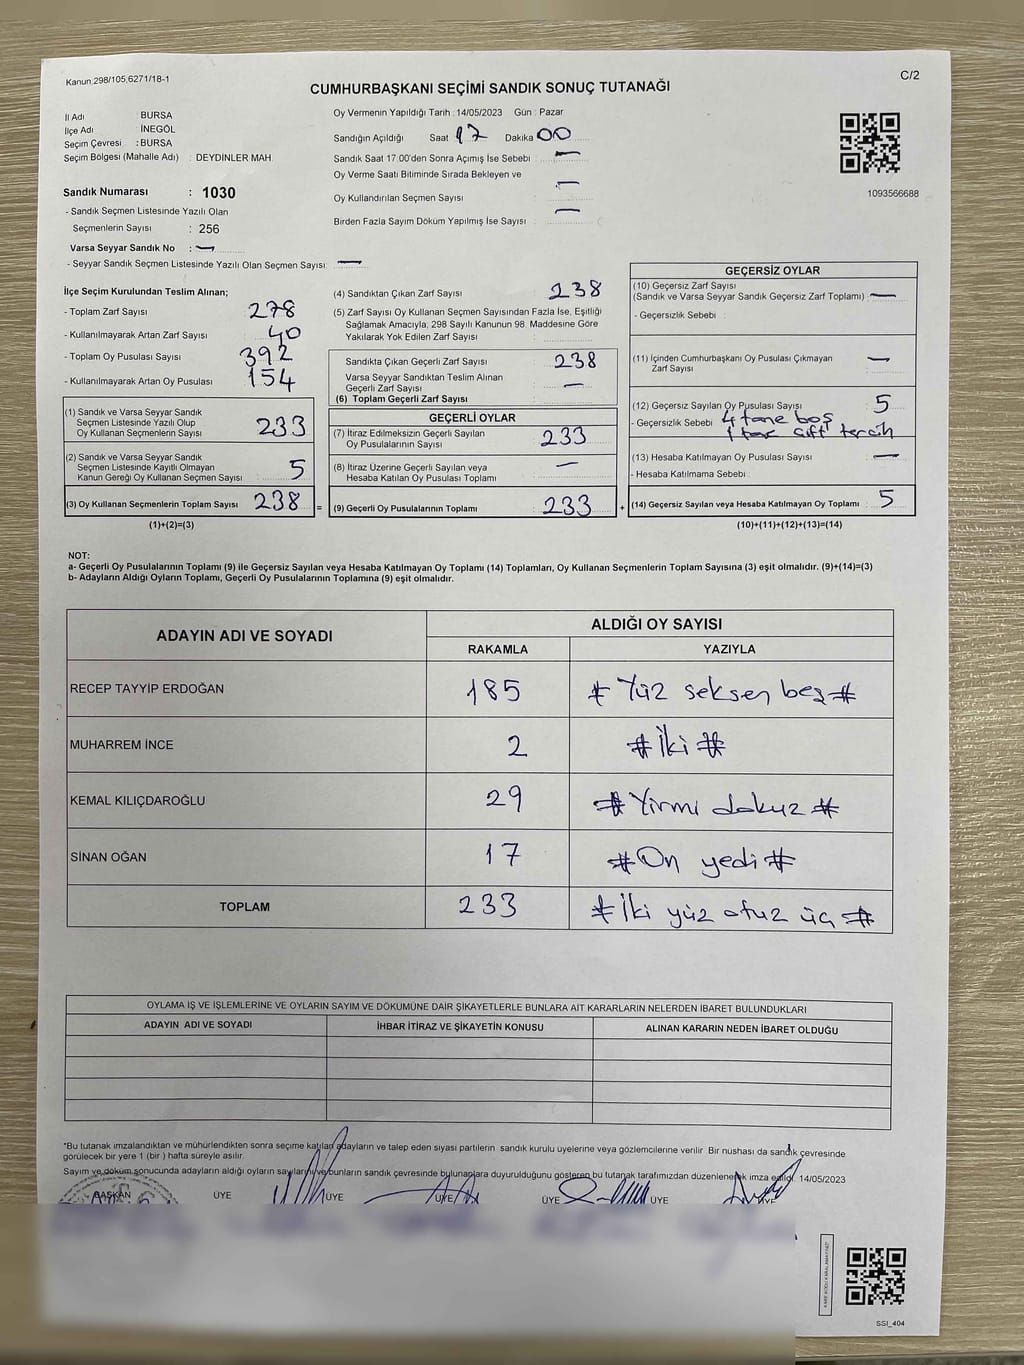 Kanun 298/105,6271/18-1
C/2
CUMHURBAŞKANI SEÇİMİ SANDIK SONUÇ TUTANAĞI
İl Adı : BURSA
İlçe Adı : İNEGÖL
Seçim Çevresi : BURSA
Seçim Bölgesi (Mahalle Adı) : DEYDİNLER MAH.
Sandık Numarası : 1030
- Sandık Seçmen Listesinde Yazılı Olan
Seçmenlerin Sayısı : 256
Varsa Seyyar Sandık No : —
- Seyyar Sandık Seçmen Listesinde Yazılı Olan Seçmen Sayısı: —
Oy Vermenin Yapıldığı Tarih : 14/05/2023 Gün : Pazar
Sandığın Açıldığı Saat 17 Dakika 00
Sandık Saat 17:00'den Sonra Açımış İse Sebebi : —
Oy Verme Saati Bitiminde Sırada Bekleyen ve
Oy Kullandırılan Seçmen Sayısı : —
Birden Fazla Sayım Döküm Yapılmış İse Sayısı : —
1093566688
İlçe Seçim Kurulundan Teslim Alınan;
- Toplam Zarf Sayısı : 278
- Kullanılmayarak Artan Zarf Sayısı : 40
- Toplam Oy Pusulası Sayısı : 392
- Kullanılmayarak Artan Oy Pusulası : 154
(1) Sandık ve Varsa Seyyar Sandık
Seçmen Listesinde Yazılı Olup
Oy Kullanan Seçmenlerin Sayısı : 233
(2) Sandık ve Varsa Seyyar Sandık
Seçmen Listesinde Kayıtlı Olmayan
Kanun Gereği Oy Kullanan Seçmen Sayısı : 5
(3) Oy Kullanan Seçmenlerin Toplam Sayısı : 238 =
(1)+(2)=(3)
(4) Sandıktan Çıkan Zarf Sayısı : 238
(5) Zarf Sayısı Oy Kullanan Seçmen Sayısından Fazla İse, Eşitliği
Sağlamak Amacıyla; 298 Sayılı Kanunun 98. Maddesine Göre
Yakılarak Yok Edilen Zarf Sayısı :
Sandıkta Çıkan Geçerli Zarf Sayısı : 238
Varsa Seyyar Sandıktan Teslim Alınan
Geçerli Zarf Sayısı : —
(6) Toplam Geçerli Zarf Sayısı :
GEÇERLİ OYLAR
(7) İtiraz Edilmeksizin Geçerli Sayılan
Oy Pusulalarının Sayısı : 233
(8) İtiraz Üzerine Geçerli Sayılan veya
Hesaba Katılan Oy Pusulası Toplamı : —
(9) Geçerli Oy Pusulalarının Toplamı : 233 +
GEÇERSİZ OYLAR
(10) Geçersiz Zarf Sayısı
(Sandık ve Varsa Seyyar Sandık Geçersiz Zarf Toplamı) : —
- Geçersizlik Sebebi :
(11) İçinden Cumhurbaşkanı Oy Pusulası Çıkmayan
Zarf Sayısı : —
(12) Geçersiz Sayılan Oy Pusulası Sayısı : 5
- Geçersizlik Sebebi : 4 tane boş
1 tane çift tercih
(13) Hesaba Katılmayan Oy Pusulası Sayısı : —
- Hesaba Katılmama Sebebi :
(14) Geçersiz Sayılan veya Hesaba Katılmayan Oy Toplamı : 5
(10)+(11)+(12)+(13)=(14)
NOT:
a- Geçerli Oy Pusulalarının Toplamı (9) ile Geçersiz Sayılan veya Hesaba Katılmayan Oy Toplamı (14) Toplamları, Oy Kullanan Seçmenlerin Toplam Sayısına (3) eşit olmalıdır. (9)+(14)=(3)
b- Adayların Aldığı Oyların Toplamı, Geçerli Oy Pusulalarının Toplamına (9) eşit olmalıdır.
ADAYIN ADI VE SOYADI
ALDIĞI OY SAYISI
RAKAMLA YAZIYLA
RECEP TAYYİP ERDOĞAN 185 # Yüz seksen beş #
MUHARREM İNCE 2 # İki #
KEMAL KILIÇDAROĞLU 29 # Yirmi dokuz #
SİNAN OĞAN 17 # On yedi #
TOPLAM 233 # İki yüz otuz üç #
OYLAMA İŞ VE İŞLEMLERİNE VE OYLARIN SAYIM VE DÖKÜMÜNE DAİR ŞİKAYETLERLE BUNLARA AİT KARARLARIN NELERDEN İBARET BULUNDUKLARI
ADAYIN ADI VE SOYADI İHBAR İTİRAZ VE ŞİKAYETİN KONUSU ALINAN KARARIN NEDEN İBARET OLDUĞU
*Bu tutanak imzalandıktan ve mühürlendikten sonra seçime katılan adayların ve talep eden siyasi partilerin sandık kurulu üyelerine veya gözlemcilerine verilir. Bir nushası da sandık çevresinde
görülecek bir yere 1 (bir ) hafta süreyle asılır.
Sayım ve döküm sonucunda adayların aldığı oyların sayıları ve bunların sandık çevresinde bulunanlara duyurulduğunu gösteren bu tutanak tarafımızdan düzenlenerek imza edildi. 14/05/2023
BAŞKAN ÜYE ÜYE ÜYE ÜYE ÜYE ÜYE
SSI_404